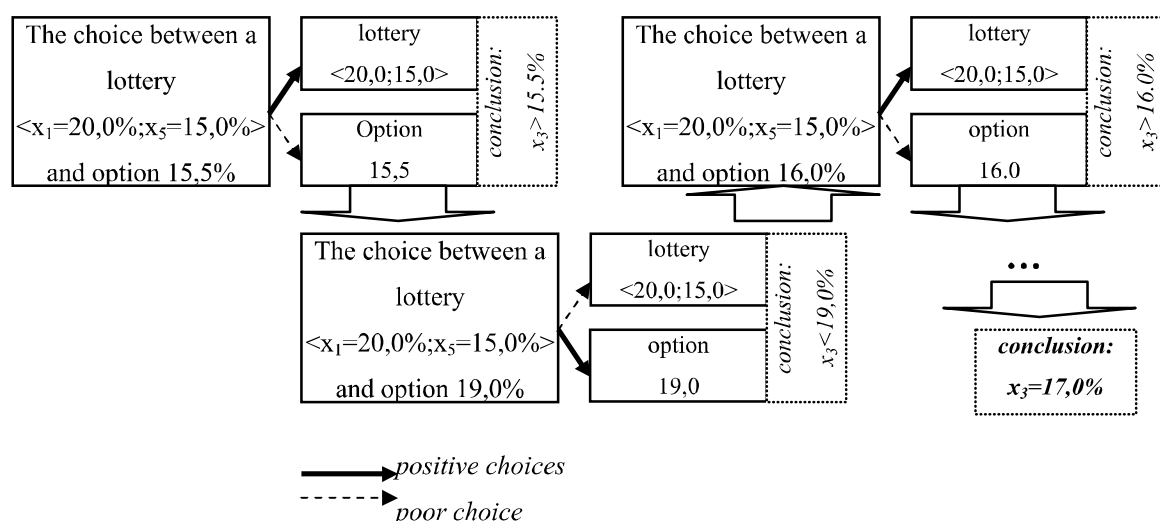 The choice between a
lottery
<x₁=20,0%;x₅=15,0%>
and option 15,5%
lottery
<20,0;15,0>
Option
15,5
conclusion:
x₃>15.5%
The choice between a
lottery
<x₁=20,0%;x₅=15,0%>
and option 19,0%
lottery
<20,0;15,0>
option
19,0
conclusion:
x₃<19,0%
The choice between a
lottery
<x₁=20,0%;x₅=15,0%>
and option 16,0%
lottery
<20,0;15,0>
option
16.0
conclusion:
x₃>16.0%
...
conclusion:
x₃=17,0%
positive choices
poor choice